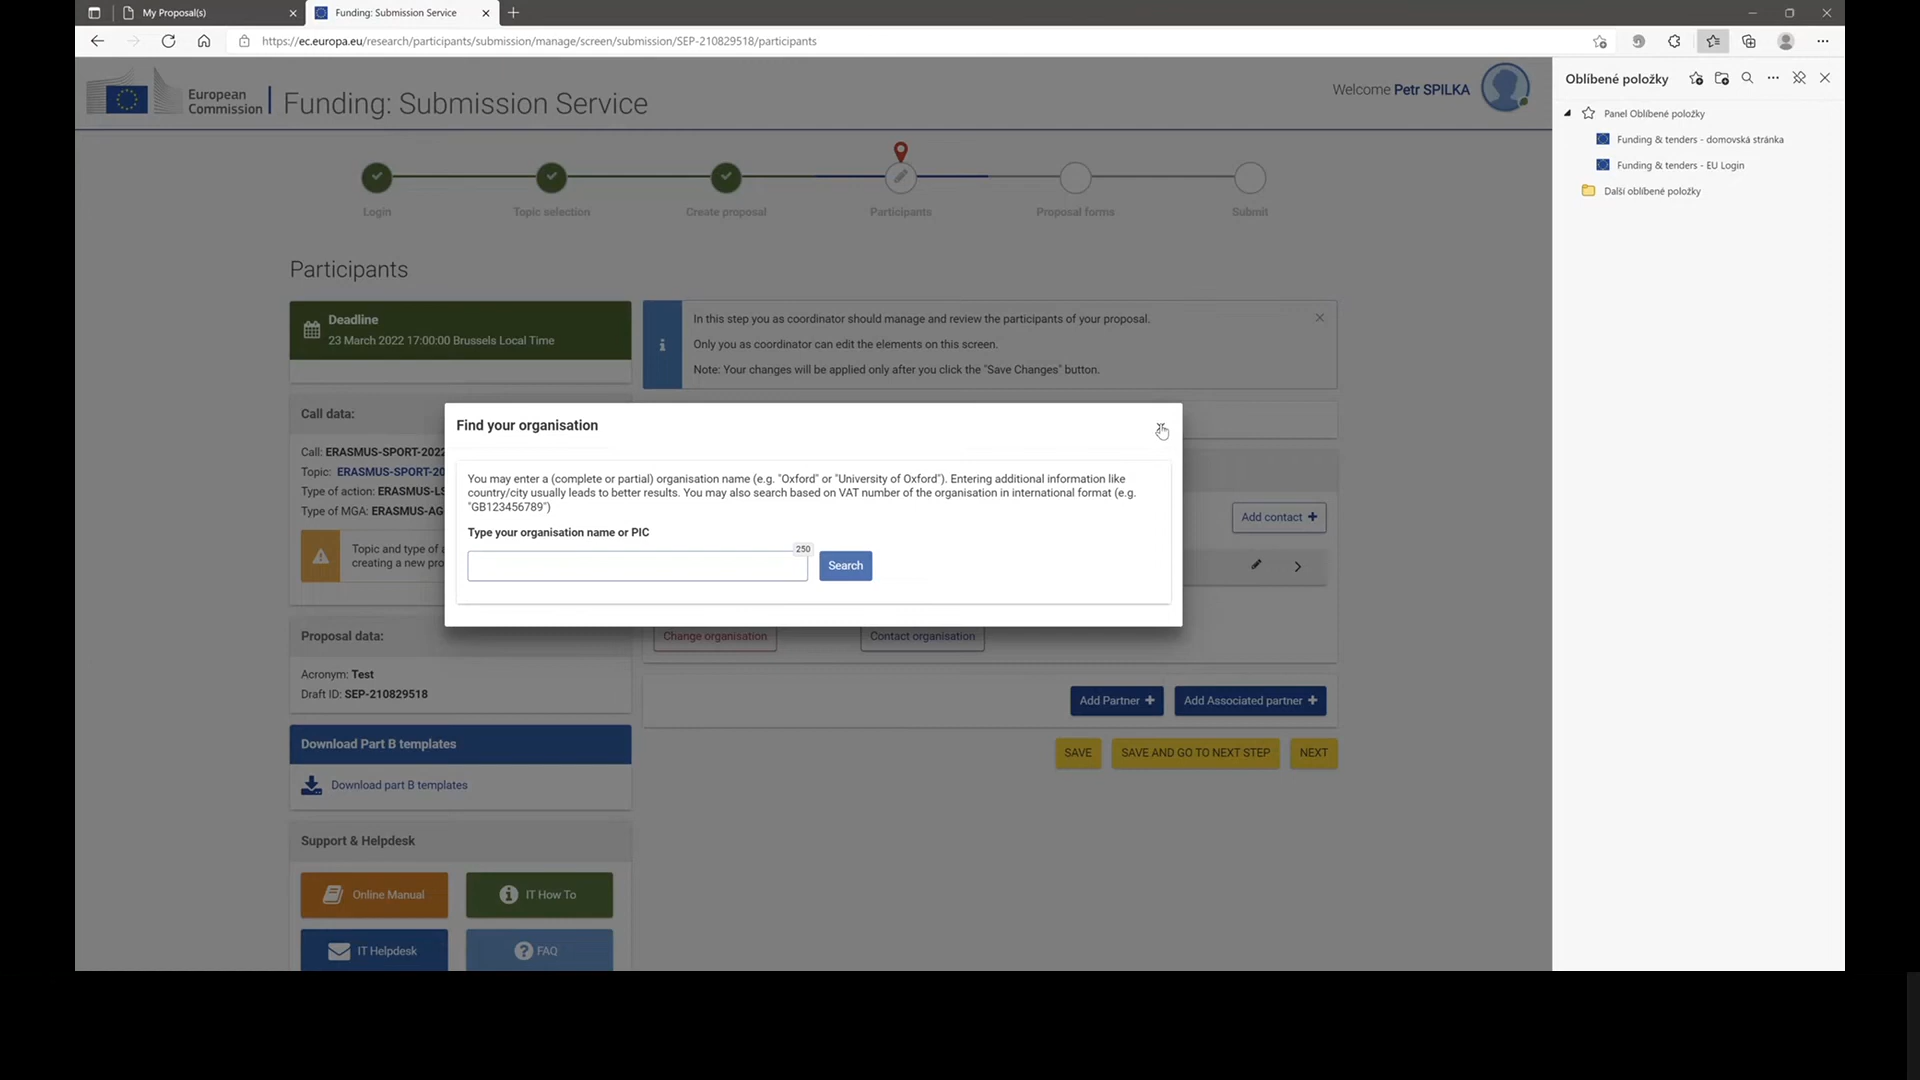 My Proposal(s)
Funding: Submission Service
https://ec.europa.eu/research/participants/submission/manage/screen/submission/SEP-210829518/participants
European
Commission
Funding: Submission Service
Welcome Petr SPILKA
Login
Topic selection
Create proposal
Participants
Proposal forms
Submit
Participants
Deadline
23 March 2022 17:00:00 Brussels Local Time
In this step you as coordinator should manage and review the participants of your proposal.
Only you as coordinator can edit the elements on this screen.
Note: Your changes will be applied only after you click the "Save Changes" button.
Call data:
Call: ERASMUS-SPORT-2022
Topic: ERASMUS-SPORT-20
Type of action: ERASMUS-LS
Type of MGA: ERASMUS-AG
Topic and type of a
creating a new pro
Find your organisation
You may enter a (complete or partial) organisation name (e.g. "Oxford" or "University of Oxford"). Entering additional information like
country/city usually leads to better results. You may also search based on VAT number of the organisation in international format (e.g.
"GB123456789")
Type your organisation name or PIC
250
Search
Add contact
Change organisation
Contact organisation
Proposal data:
Acronym: Test
Draft ID: SEP-210829518
Add Partner
Add Associated partner
SAVE
SAVE AND GO TO NEXT STEP
NEXT
Download Part B templates
Download part B templates
Support & Helpdesk
Online Manual
IT How To
IT Helpdesk
FAQ
Oblíbené položky
Panel Oblíbené položky
Funding & tenders - domovská stránka
Funding & tenders - EU Login
Další oblíbené položky